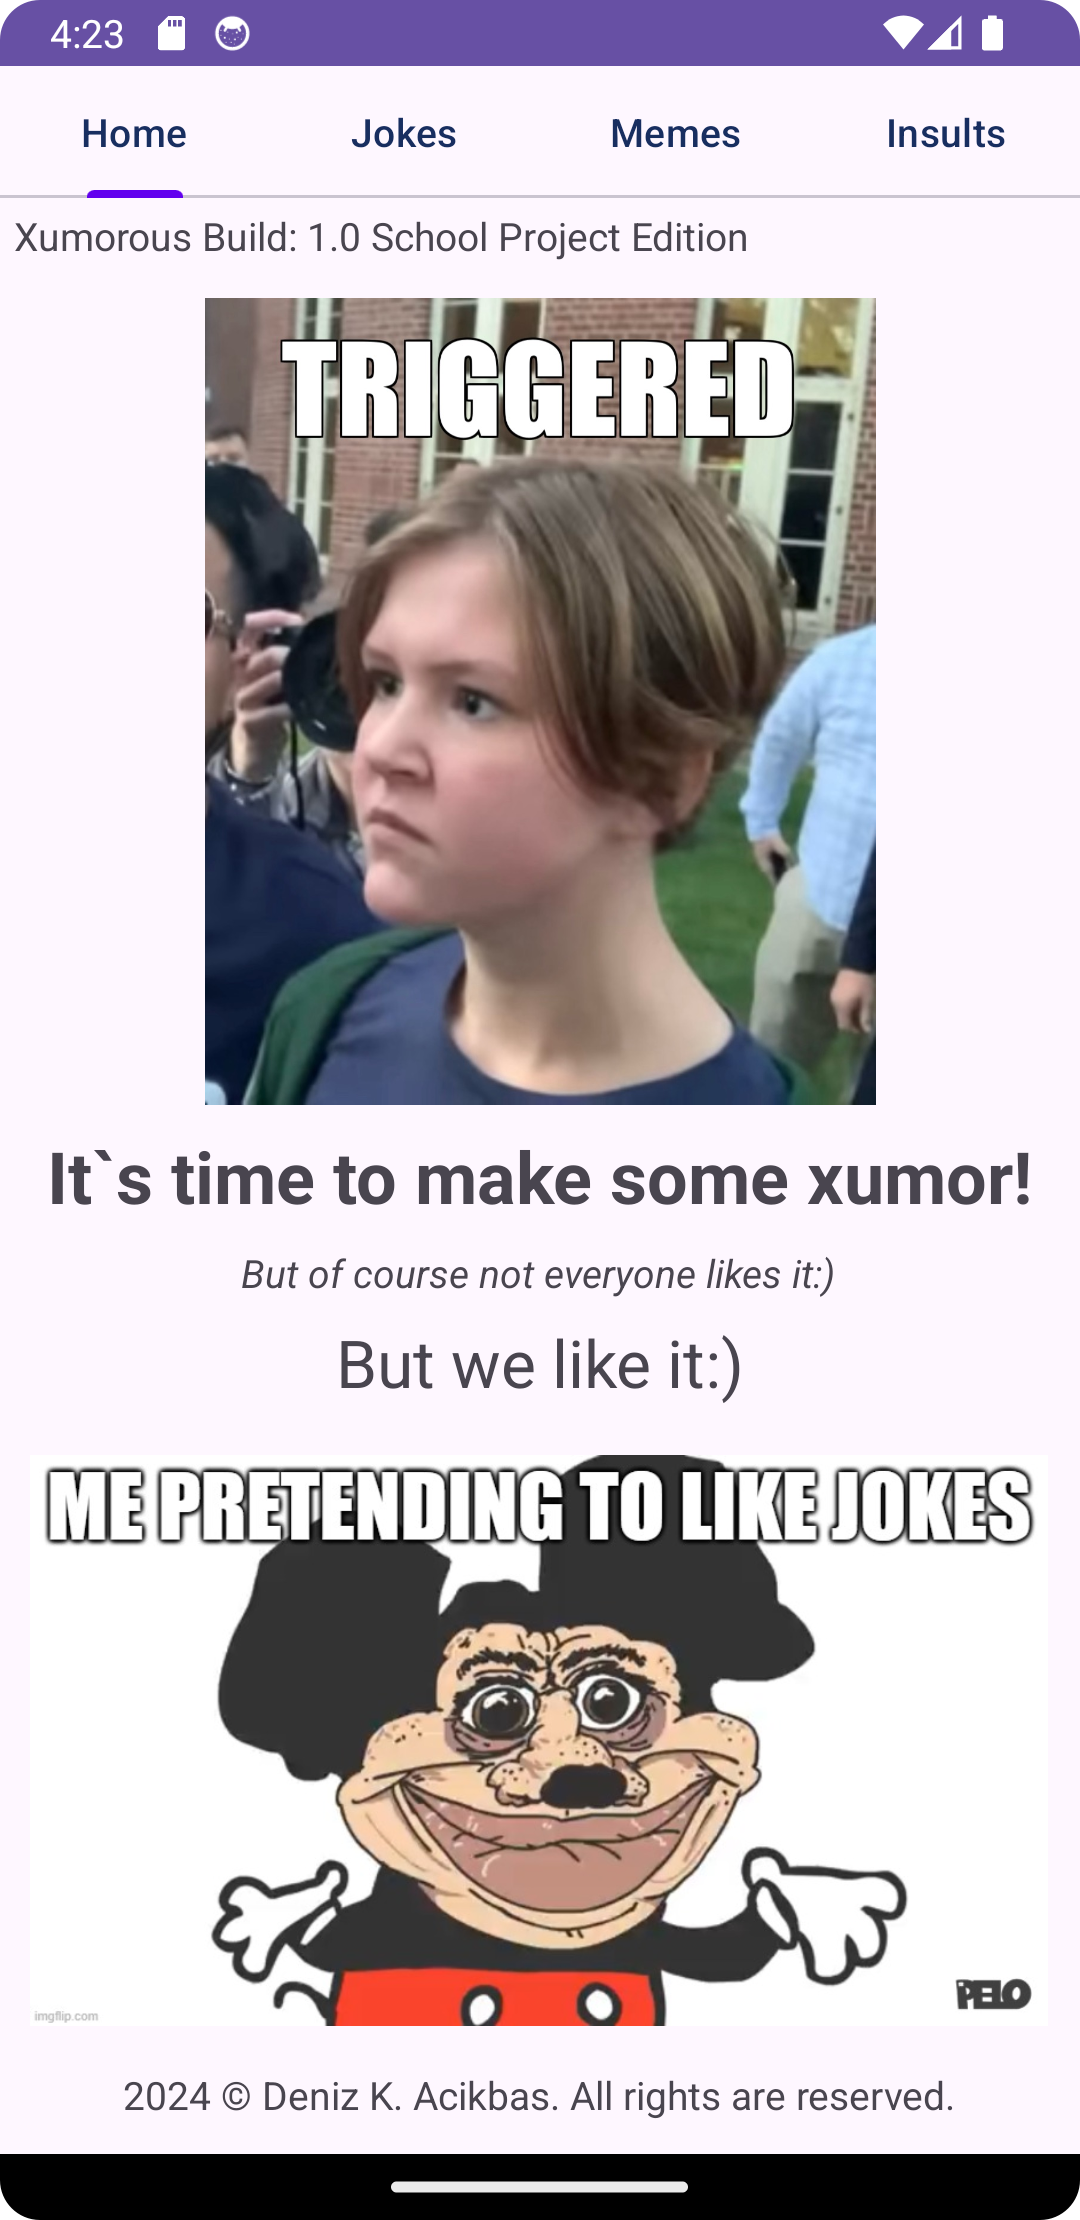 4:23
Home Jokes Memes Insults
Xumorous Build: 1.0 School Project Edition
TRIGGERED
It`s time to make some xumor!
But of course not everyone likes it:)
But we like it:)
ME PRETENDING TO LIKE JOKES
PELO
imgflip.com
2024 © Deniz K. Acikbas. All rights are reserved.